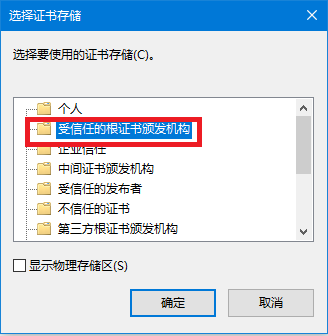 选择证书存储
选择要使用的证书存储(C)。
个人
受信任的根证书颁发机构
企业信任
中间证书颁发机构
受信任的发布者
不信任的证书
第三方根证书颁发机构
显示物理存储区(S)
确定
取消